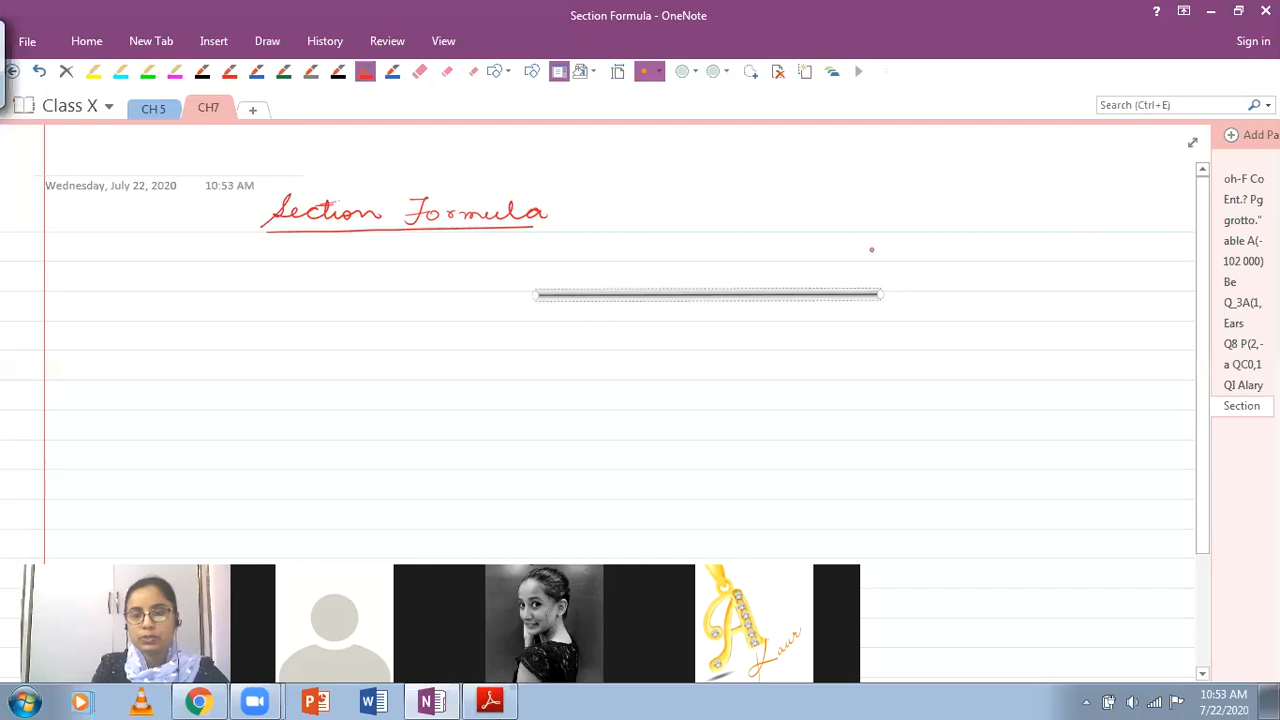 Section Formula - OneNote
File Home New Tab Insert Draw History Review View
Sign in
Class X CH 5 CH7
Search (Ctrl+E)
Add Pa
Wednesday, July 22, 2020 10:53 AM
Section Formula
oh-F Co
Ent.? Pg
grotto."
able A(-
102 000)
Be
Q_3A(1,
Ears
Q8 P(2,-
a QC0,1
QI Alary
Section
A
Kaur
10:53 AM
7/22/2020